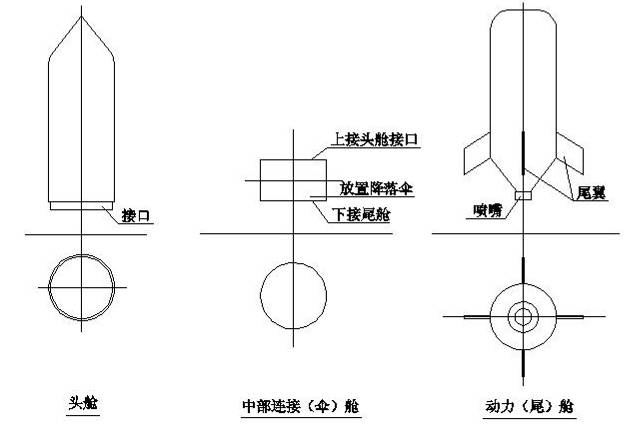 接口
头舱
上接头舱接口
放置降落伞
下接尾舱
中部连接（伞）舱
喷嘴
尾翼
动力（尾）舱